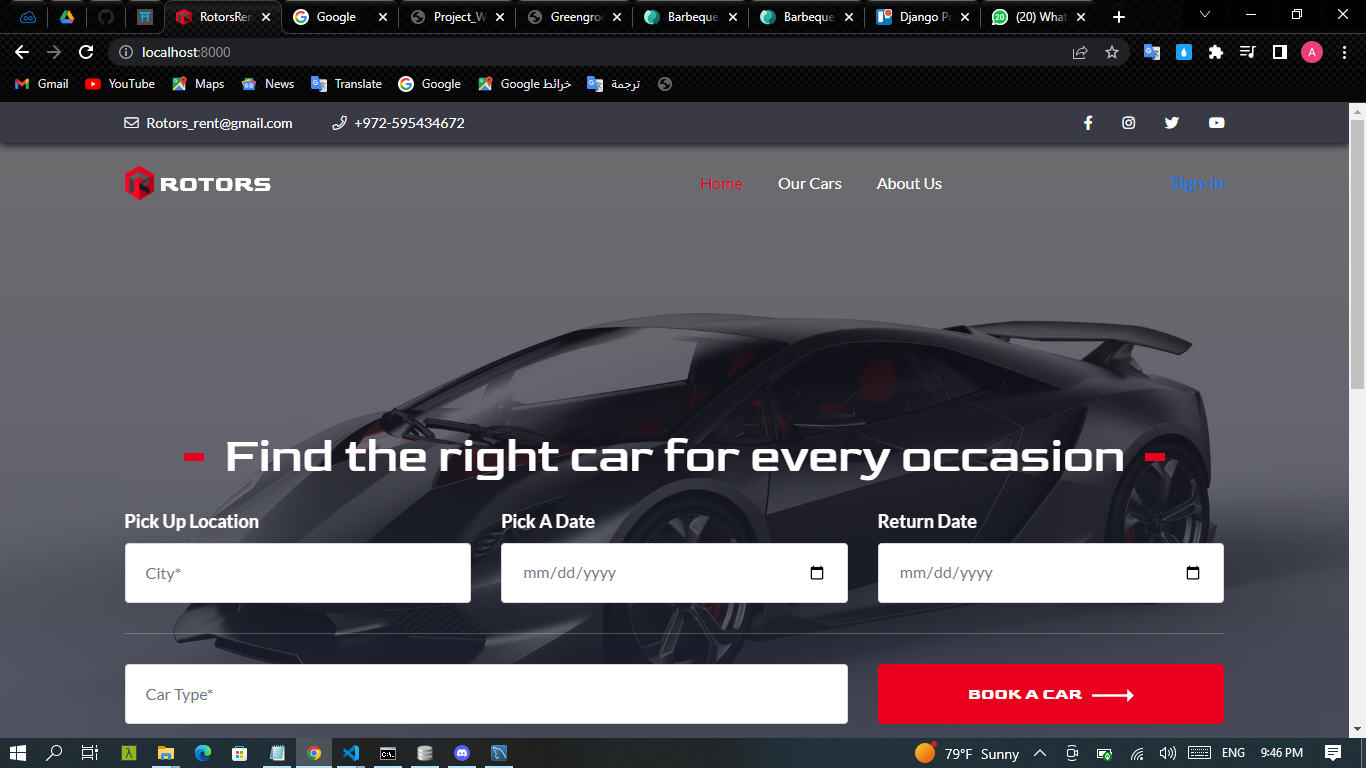 RotorsRen
Google
Project_W
Greengro
Barbeque
Barbeque
Django P
(20) What
localhost:8000
A
Gmail
YouTube
Maps
News
Translate
Google
Google خرائط
ترجمة
Rotors_rent@gmail.com
+972-595434672
ROTORS
Home
Our Cars
About Us
Sign in
Find the right car for every occasion
Pick Up Location
Pick A Date
Return Date
City*
mm/dd/yyyy
mm/dd/yyyy
Car Type*
BOOK A CAR
79°F Sunny
ENG
9:46 PM